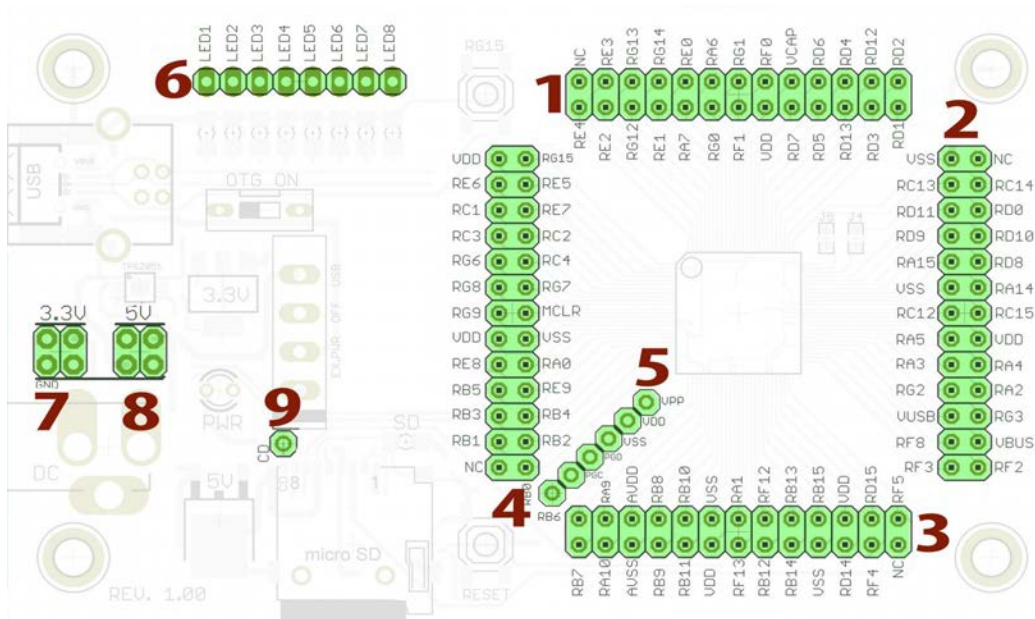 LED1 LED2 LED3 LED4 LED5 LED6 LED7 LED8
6
RG15
NC RE3 RG13 RG14 RE0 RA6 RG1 RF0 VCAP RD6 RD4 RD12 RD2
1
RE4 RE2 RG12 RE1 RA7 RG0 RF1 VDD RD7 RD5 RD13 RD3 RD1
2
USB
OTG ON
VDD RG15
RE6 RE5
RC1 RE7
RC3 RC2
RG6 RC4
RG8 RG7
RG9 MCLR
VDD VSS
RE8 RA0
RB5 RE9
RB3 RB4
RB1 RB2
NC RB0
VSS NC
RC13 RC14
RD11 RD0
RD9 RD10
RA15 RD8
VSS RA14
RC12 RC15
RA5 VDD
RA3 RA4
RG2 RA2
VUSB RG3
RF8 VBUS
RF3 RF2
J4
3.3V
EX.PWR OFF USB
3.3V 5V
GND
7 8
PWR
9
CD
SD
DC
5V
5
VPP
VDD
VSS
PGD
PGC
RB6
4
RA9 AVDD RB8 RB10 VSS RA1 RF12 RB13 RB15 VDD RD15 RF5
3
RB7 RA10 AVSS RB9 RB11 VDD RF13 RB12 RB14 VSS RD14 RF4 NC
micro SD
REV. 1.00
RESET